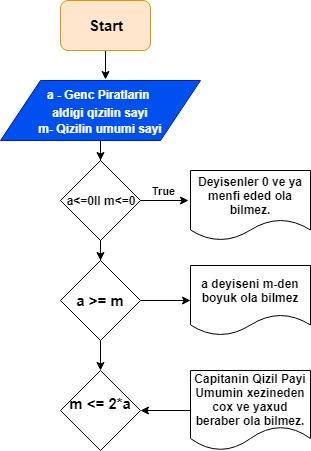 Start
a - Genc Piratlarin
aldigi qizilin sayi
m- Qizilin umumi sayi
a<=0ll m<=0
True
Deyisenler 0 ve ya
menfi eded ola
bilmez.
a >= m
a deyiseni m-den
boyuk ola bilmez
m <= 2*a
Capitanin Qizil Payi
Umumin xezineden
cox ve yaxud
beraber ola bilmez.